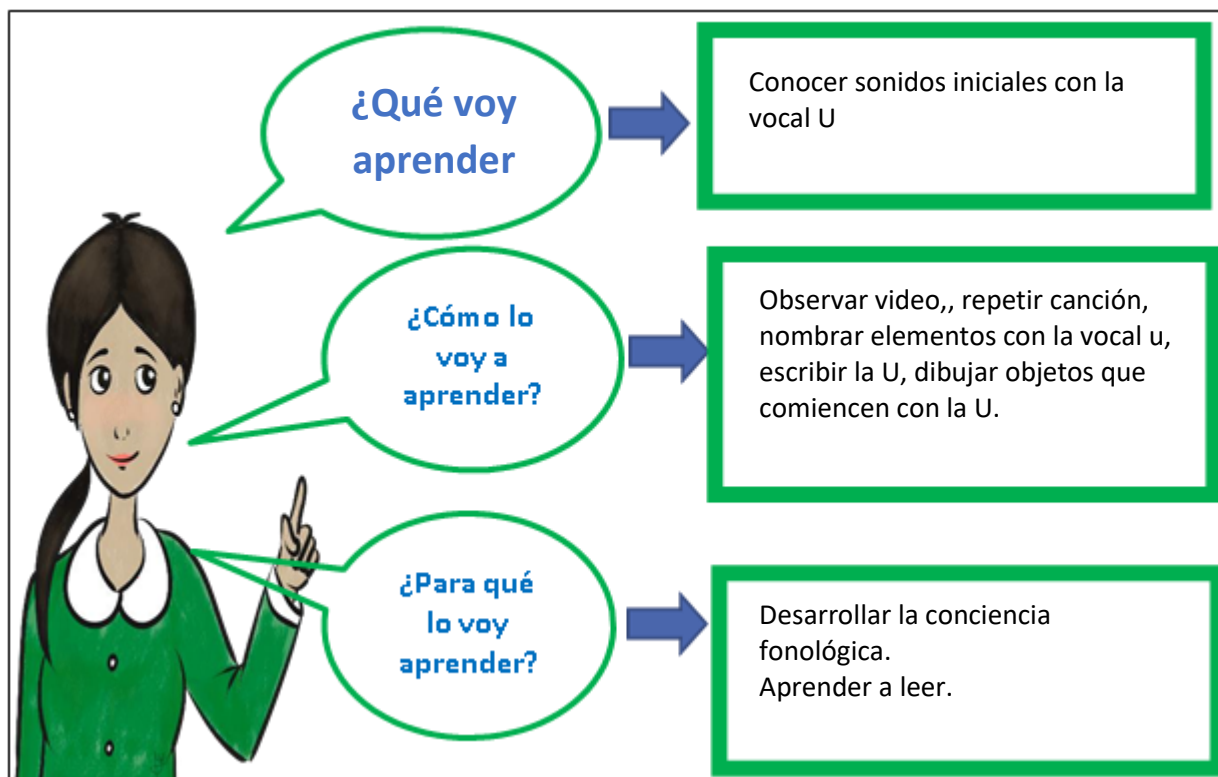 ¿Qué voy
aprender
Conocer sonidos iniciales con la
vocal U
¿Cómo lo
voy a
aprender?
Observar video,, repetir canción,
nombrar elementos con la vocal u,
escribir la U, dibujar objetos que
comiencen con la U.
¿Para qué
lo voy
aprender?
Desarrollar la conciencia
fonológica.
Aprender a leer.